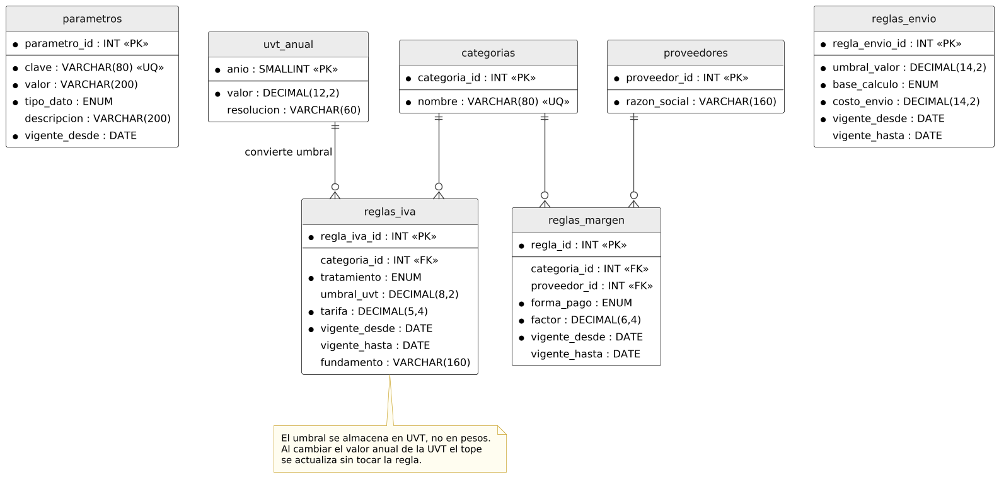 parametros
parametro_id : INT «PK»
clave : VARCHAR(80) «UQ»
valor : VARCHAR(200)
tipo_dato : ENUM
descripcion : VARCHAR(200)
vigente_desde : DATE
uvt_anual
anio : SMALLINT «PK»
valor : DECIMAL(12,2)
resolucion : VARCHAR(60)
categorias
categoria_id : INT «PK»
nombre : VARCHAR(80) «UQ»
proveedores
proveedor_id : INT «PK»
razon_social : VARCHAR(160)
reglas_envio
regla_envio_id : INT «PK»
umbral_valor : DECIMAL(14,2)
base_calculo : ENUM
costo_envio : DECIMAL(14,2)
vigente_desde : DATE
vigente_hasta : DATE
convierte umbral
reglas_iva
regla_iva_id : INT «PK»
categoria_id : INT «FK»
tratamiento : ENUM
umbral_uvt : DECIMAL(8,2)
tarifa : DECIMAL(5,4)
vigente_desde : DATE
vigente_hasta : DATE
fundamento : VARCHAR(160)
reglas_margen
regla_id : INT «PK»
categoria_id : INT «FK»
proveedor_id : INT «FK»
forma_pago : ENUM
factor : DECIMAL(6,4)
vigente_desde : DATE
vigente_hasta : DATE
El umbral se almacena en UVT, no en pesos.
Al cambiar el valor anual de la UVT el tope
se actualiza sin tocar la regla.